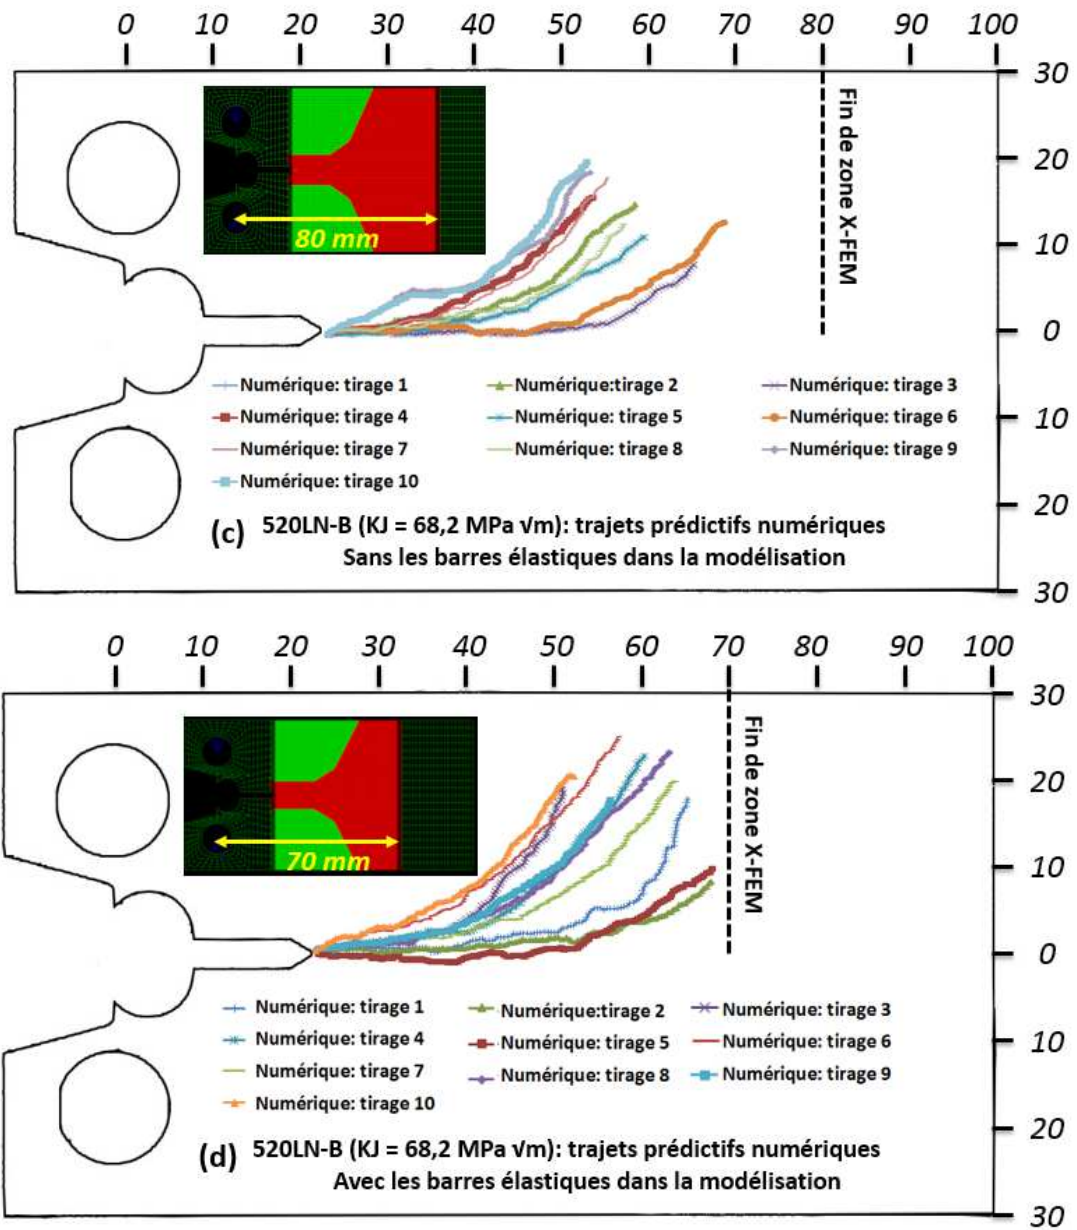 0 10 20 30 40 50 60 70 80 90 100
30
20
10
0
10
20
30
80 mm
Fin de zone X-FEM
Numérique: tirage 1 Numérique:tirage 2 Numérique: tirage 3
Numérique: tirage 4 Numérique: tirage 5 Numérique: tirage 6
Numérique: tirage 7 Numérique: tirage 8 Numérique: tirage 9
Numérique: tirage 10
(c) 520LN-B (KJ = 68,2 MPa √m): trajets prédictifs numériques
Sans les barres élastiques dans la modélisation
0 10 20 30 40 50 60 70 80 90 100
30
20
10
0
10
20
30
70 mm
Fin de zone X-FEM
Numérique: tirage 1 Numérique:tirage 2 Numérique: tirage 3
Numérique: tirage 4 Numérique: tirage 5 Numérique: tirage 6
Numérique: tirage 7 Numérique: tirage 8 Numérique: tirage 9
Numérique: tirage 10
(d) 520LN-B (KJ = 68,2 MPa √m): trajets prédictifs numériques
Avec les barres élastiques dans la modélisation